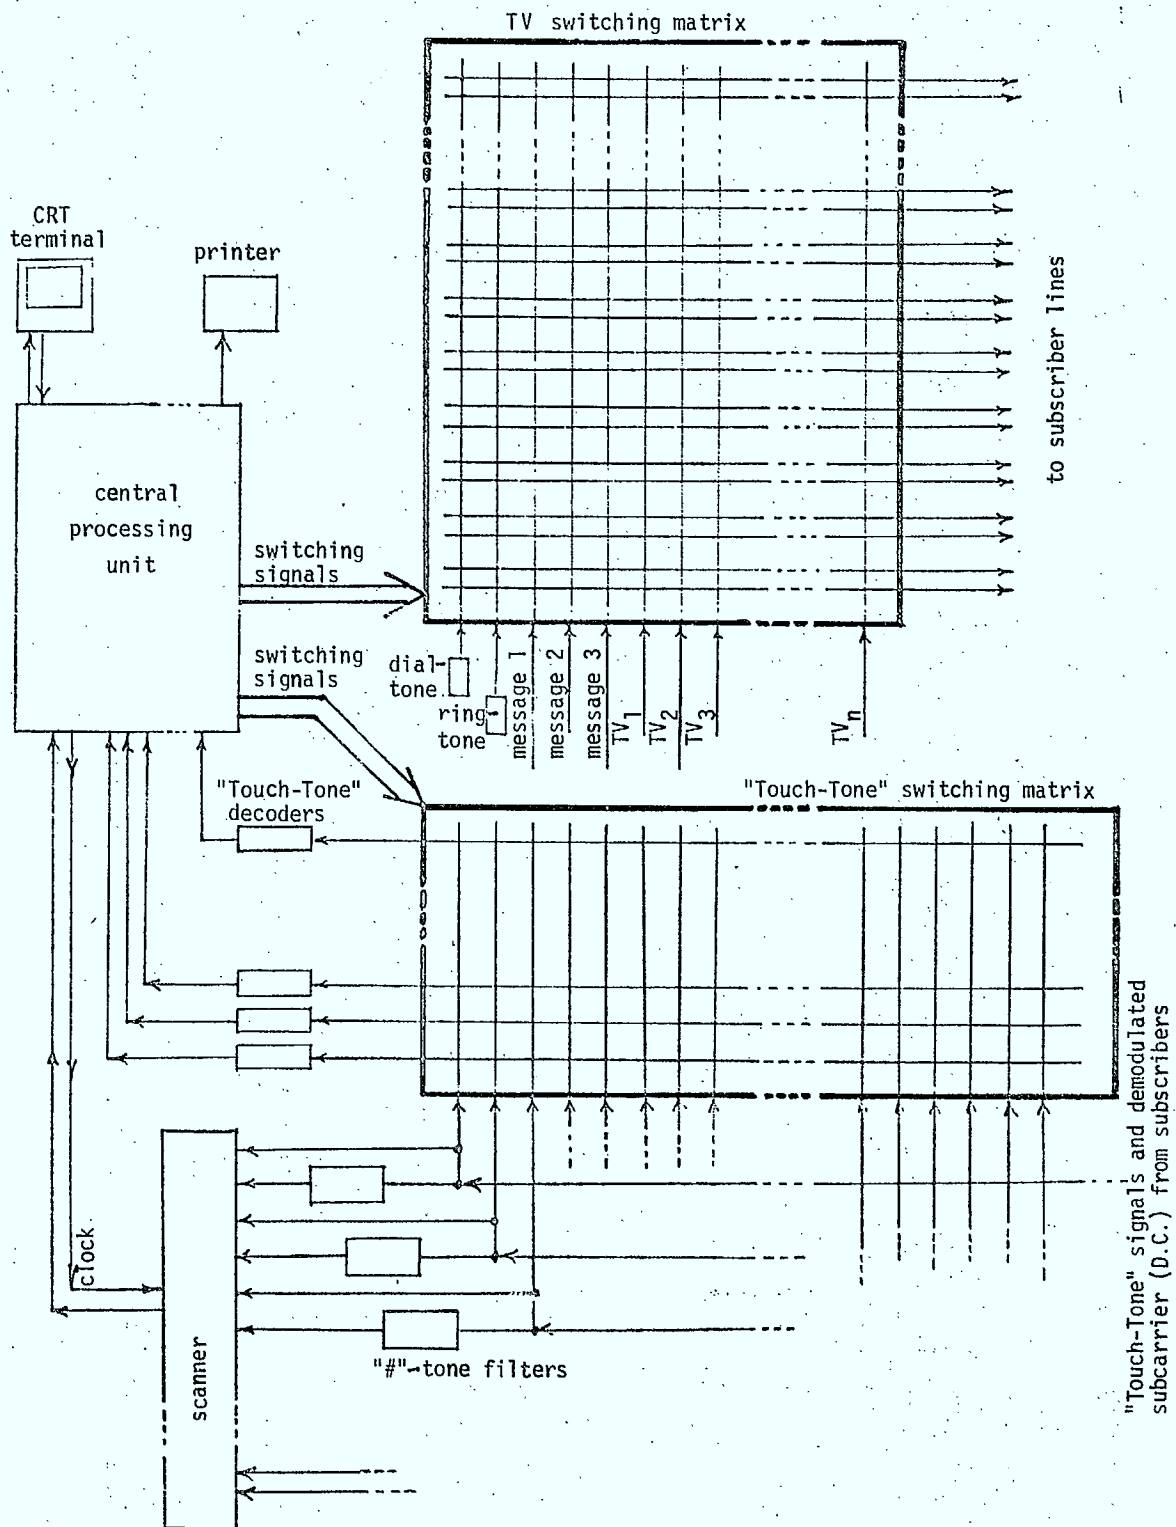 TV switching matrix
CRT
terminal
printer
to subscriber lines
central
processing
unit
switching
signals
switching
signals
dial-
tone
ring-
tone
message 1
message 2
message 3
TV1
TV2
TV3
TVn
"Touch-Tone"
decoders
"Touch-Tone" switching matrix
"Touch-Tone" signals and demodulated
subcarrier (D.C.) from subscribers
clock
scanner
"#"-tone filters